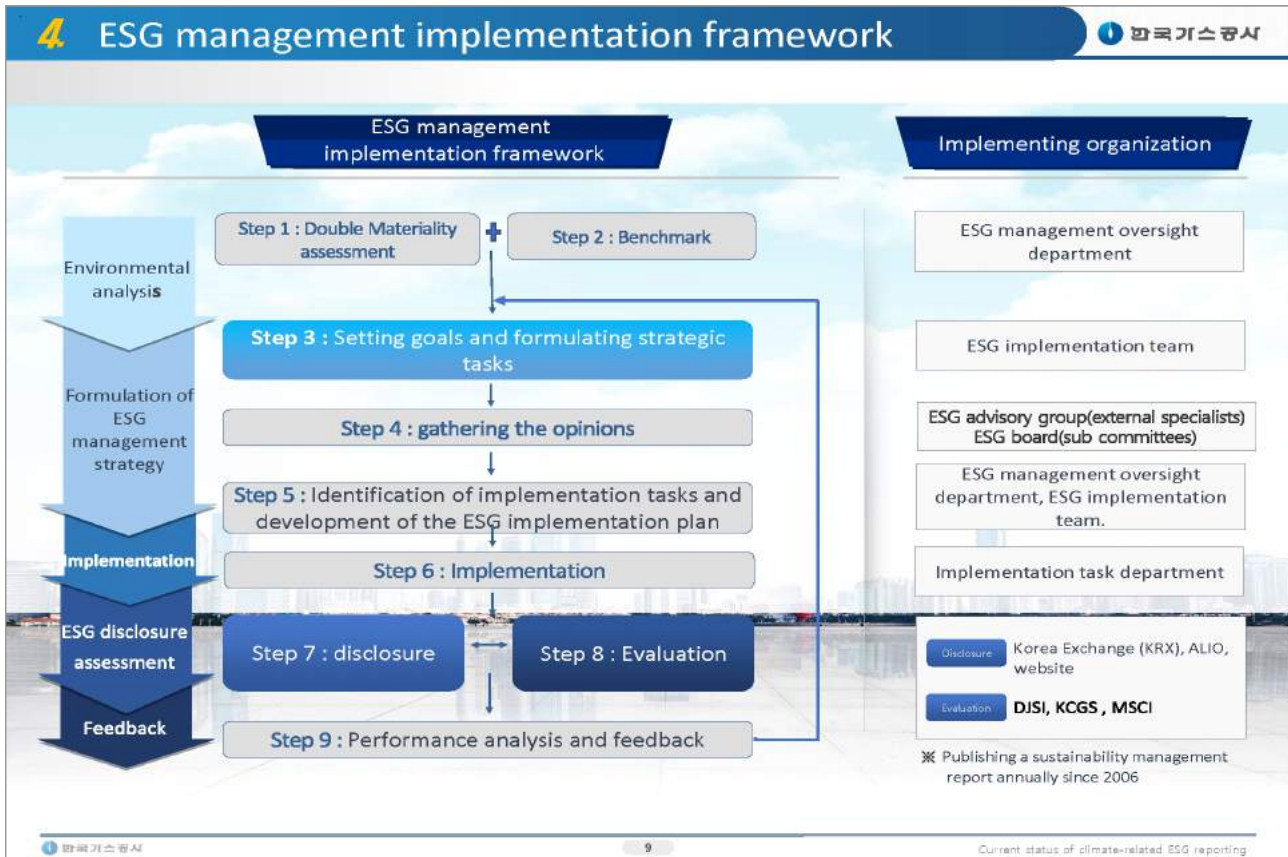 4. ESG management implementation framework
한국가스공사
ESG management
implementation framework
Implementing organization
Environmental
analysis
Step 1 : Double Materiality
assessment
Step 2 : Benchmark
ESG management oversight
department
Step 3 : Setting goals and formulating strategic
tasks
ESG implementation team
Formulation of
ESG
management
strategy
Step 4 : gathering the opinions
ESG advisory group(external specialists)
ESG board(sub committees)
Step 5 : Identification of implementation tasks and
development of the ESG implementation plan
ESG management oversight
department, ESG implementation
team.
Implementation
Step 6 : Implementation
Implementation task department
ESG disclosure
assessment
Step 7 : disclosure
Step 8 : Evaluation
Disclosure
Korea Exchange (KRX), ALIO,
website
Evaluation
DJSI, KCGS , MSCI
Feedback
Step 9 : Performance analysis and feedback
※ Publishing a sustainability management
report annually since 2006
한국가스공사
9
Current status of climate-related ESG reporting